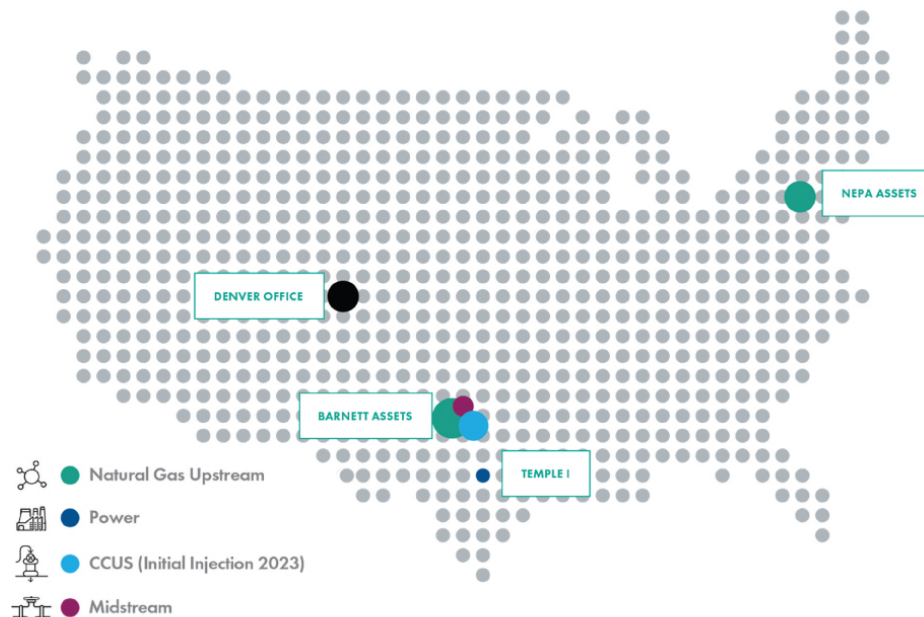 NEPA ASSETS
DENVER OFFICE
BARNETT ASSETS
TEMPLE I
Natural Gas Upstream
Power
CCUS (Initial Injection 2023)
Midstream